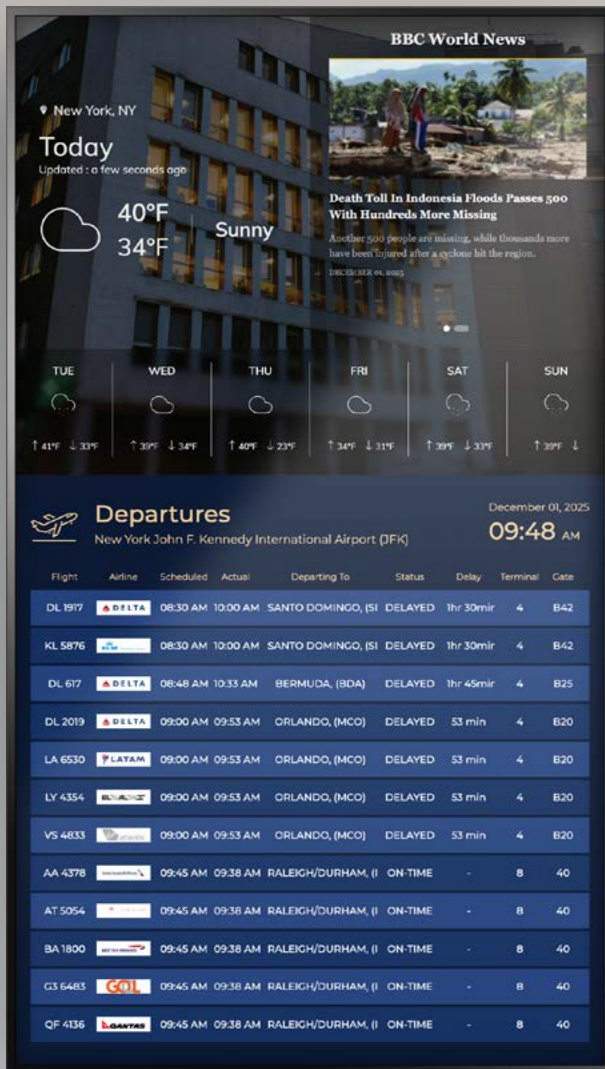 BBC World News
New York, NY
Today
Updated : a few seconds ago
40°F
34°F
Sunny
Death Toll In Indonesia Floods Passes 500
With Hundreds More Missing
Another 500 people are missing, while thousands more
have been injured after a cyclone hit the region.
DECEMBER 01, 2025
TUE WED THU FRI SAT SUN
↑ 41°F ↓ 33°F ↑ 39°F ↓ 34°F ↑ 40°F ↓ 23°F ↑ 34°F ↓ 31°F ↑ 39°F ↓ 33°F ↑ 39°F ↓
Departures
New York John F. Kennedy International Airport (JFK)
December 01, 2025
09:48 AM
Flight Airline Scheduled Actual Departing To Status Delay Terminal Gate
DL 1917 DELTA 08:30 AM 10:00 AM SANTO DOMINGO, (SI DELAYED 1hr 30mir 4 B42
KL 5876 KLM 08:30 AM 10:00 AM SANTO DOMINGO, (SI DELAYED 1hr 30mir 4 B42
DL 617 DELTA 08:48 AM 10:33 AM BERMUDA, (BDA) DELAYED 1hr 45mir 4 B25
DL 2019 DELTA 09:00 AM 09:53 AM ORLANDO, (MCO) DELAYED 53 min 4 B20
LA 6530 LATAM 09:00 AM 09:53 AM ORLANDO, (MCO) DELAYED 53 min 4 B20
LY 4354 09:00 AM 09:53 AM ORLANDO, (MCO) DELAYED 53 min 4 B20
VS 4833 atlantic 09:00 AM 09:53 AM ORLANDO, (MCO) DELAYED 53 min 4 B20
AA 4378 09:45 AM 09:38 AM RALEIGH/DURHAM, (I ON-TIME - 8 40
AT 5054 09:45 AM 09:38 AM RALEIGH/DURHAM, (I ON-TIME - 8 40
BA 1800 BRITISH AIRWAYS 09:45 AM 09:38 AM RALEIGH/DURHAM, (I ON-TIME - 8 40
G3 6483 GOL 09:45 AM 09:38 AM RALEIGH/DURHAM, (I ON-TIME - 8 40
QF 4136 QANTAS 09:45 AM 09:38 AM RALEIGH/DURHAM, (I ON-TIME - 8 40